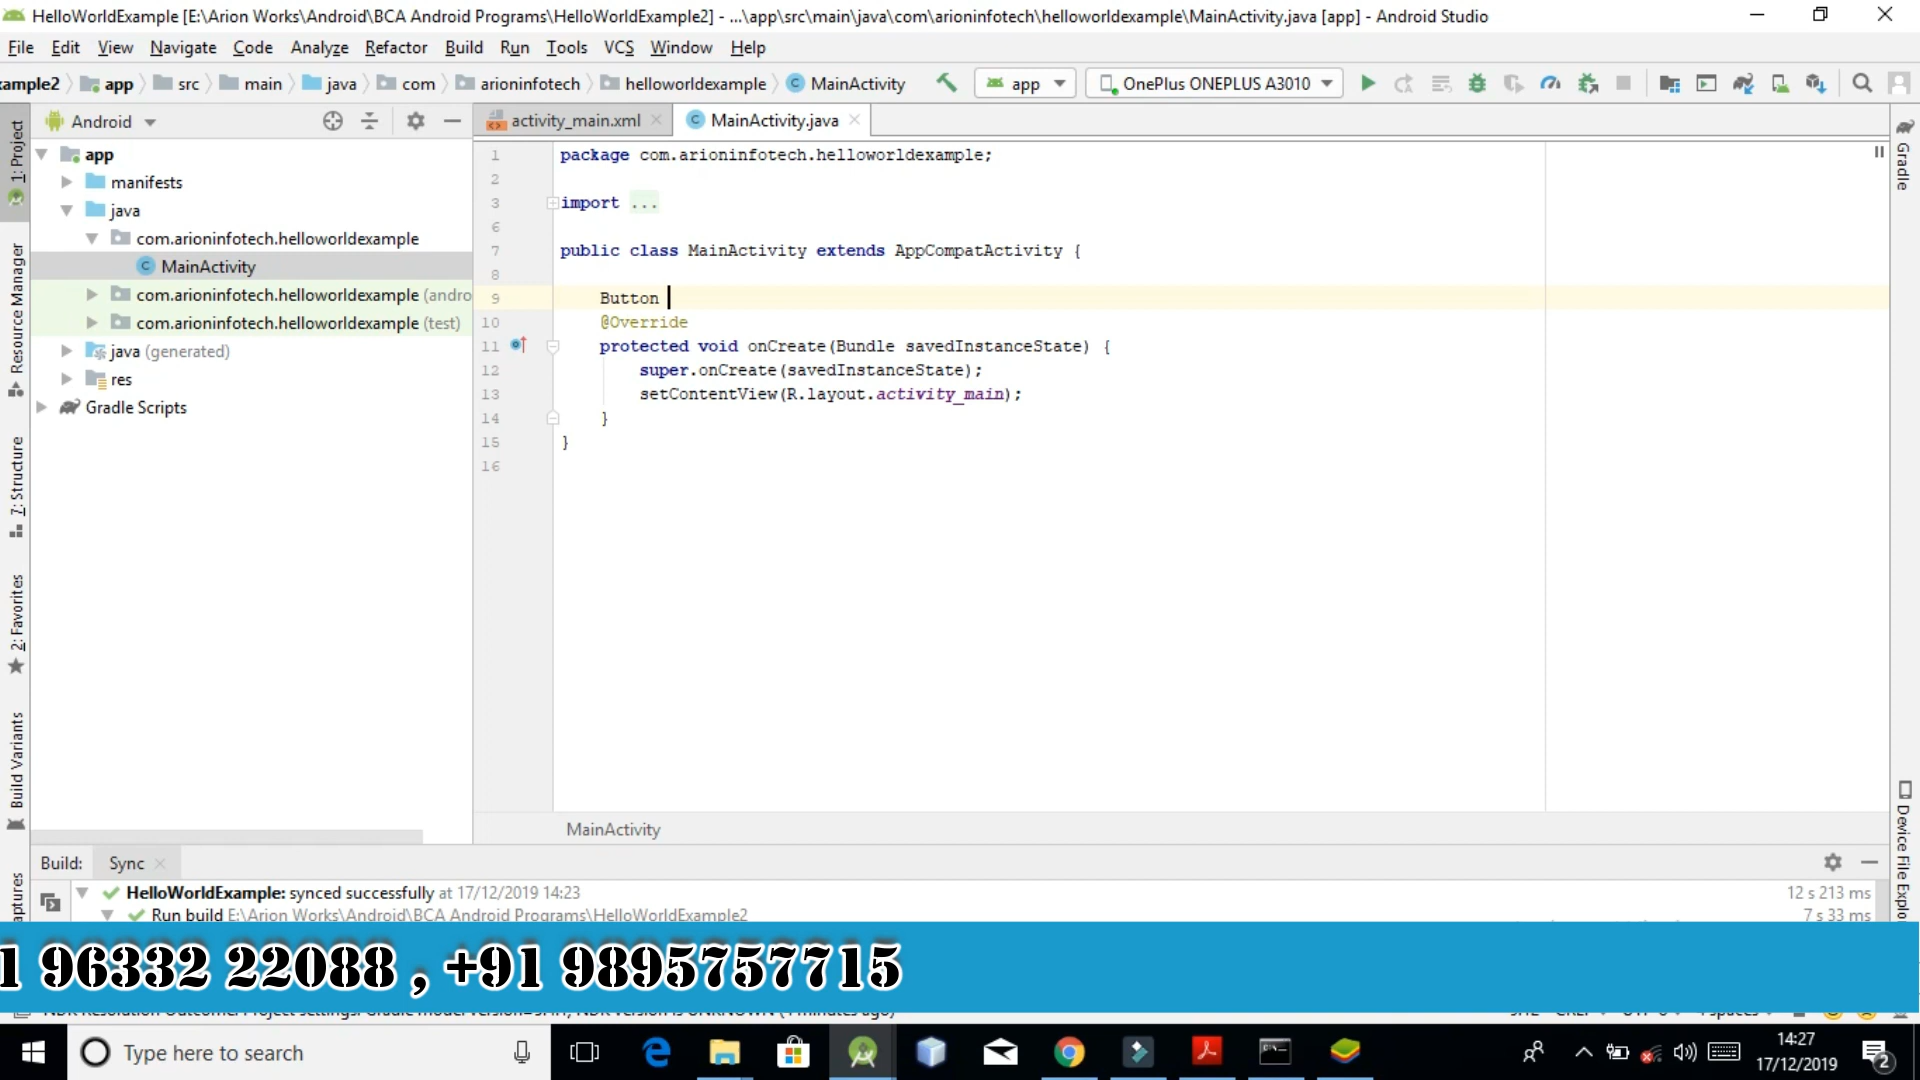 HelloWorldExample [E:\Arion Works\Android\BCA Android Programs\HelloWorldExample2] - ...\app\src\main\java\com\arioninfotech\helloworldexample\MainActivity.java [app] - Android Studio
File Edit View Navigate Code Analyze Refactor Build Run Tools VCS Window Help
xample2 app src main java com arioninfotech helloworldexample MainActivity app OnePlus ONEPLUS A3010
Android
activity_main.xml MainActivity.java
app
manifests
java
com.arioninfotech.helloworldexample
MainActivity
com.arioninfotech.helloworldexample (andro
com.arioninfotech.helloworldexample (test)
java (generated)
res
Gradle Scripts
1: Project
Resource Manager
7: Structure
2: Favorites
Build Variants
aptures
1 package com.arioninfotech.helloworldexample;
2
3 import ...
6
7 public class MainActivity extends AppCompatActivity {
8
9 Button
10 @Override
11 protected void onCreate(Bundle savedInstanceState) {
12 super.onCreate(savedInstanceState);
13 setContentView(R.layout.activity_main);
14 }
15 }
16
MainActivity
Gradle
Device File Explo
Build: Sync
HelloWorldExample: synced successfully at 17/12/2019 14:23 12 s 213 ms
Run build E:\Arion Works\Android\BCA Android Programs\HelloWorldExample2 7 s 33 ms
1 96332 22088 , +91 9895757715
Type here to search
14:27
17/12/2019
2